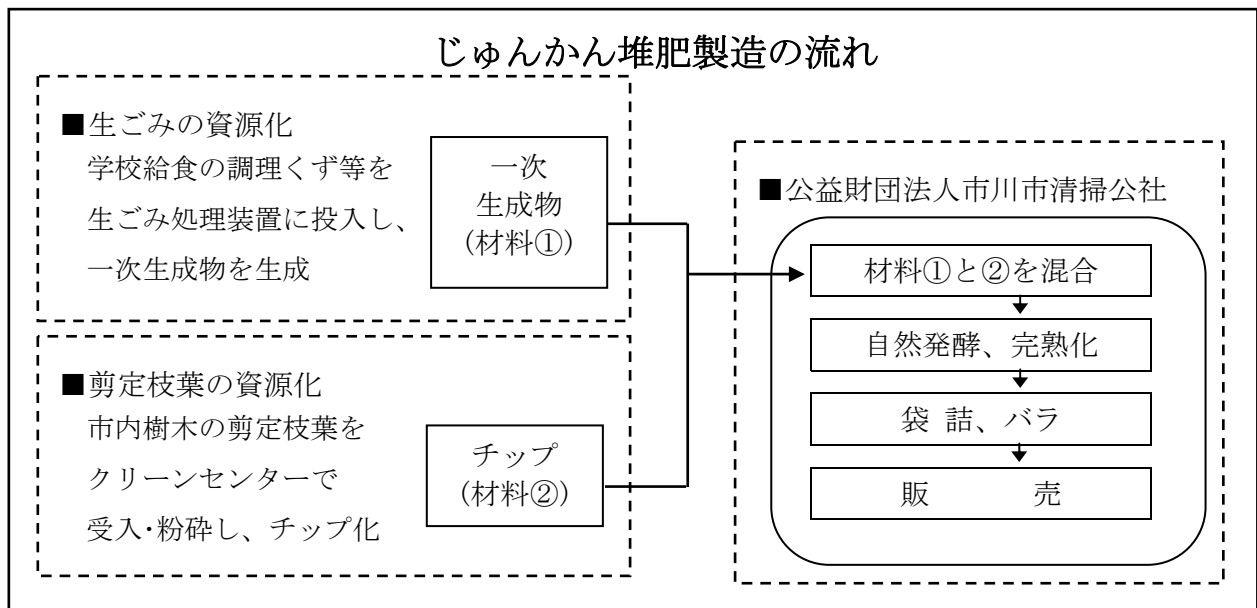 じゅんかん堆肥製造の流れ
■生ごみの資源化
学校給食の調理くず等を
生ごみ処理装置に投入し、
一次生成物を生成
一次
生成物
(材料①)
■剪定枝葉の資源化
市内樹木の剪定枝葉を
クリーンセンターで
受入・粉砕し、チップ化
チップ
(材料②)
■公益財団法人市川市清掃公社
材料①と②を混合
自然発酵、完熟化
袋 詰、バラ
販 売